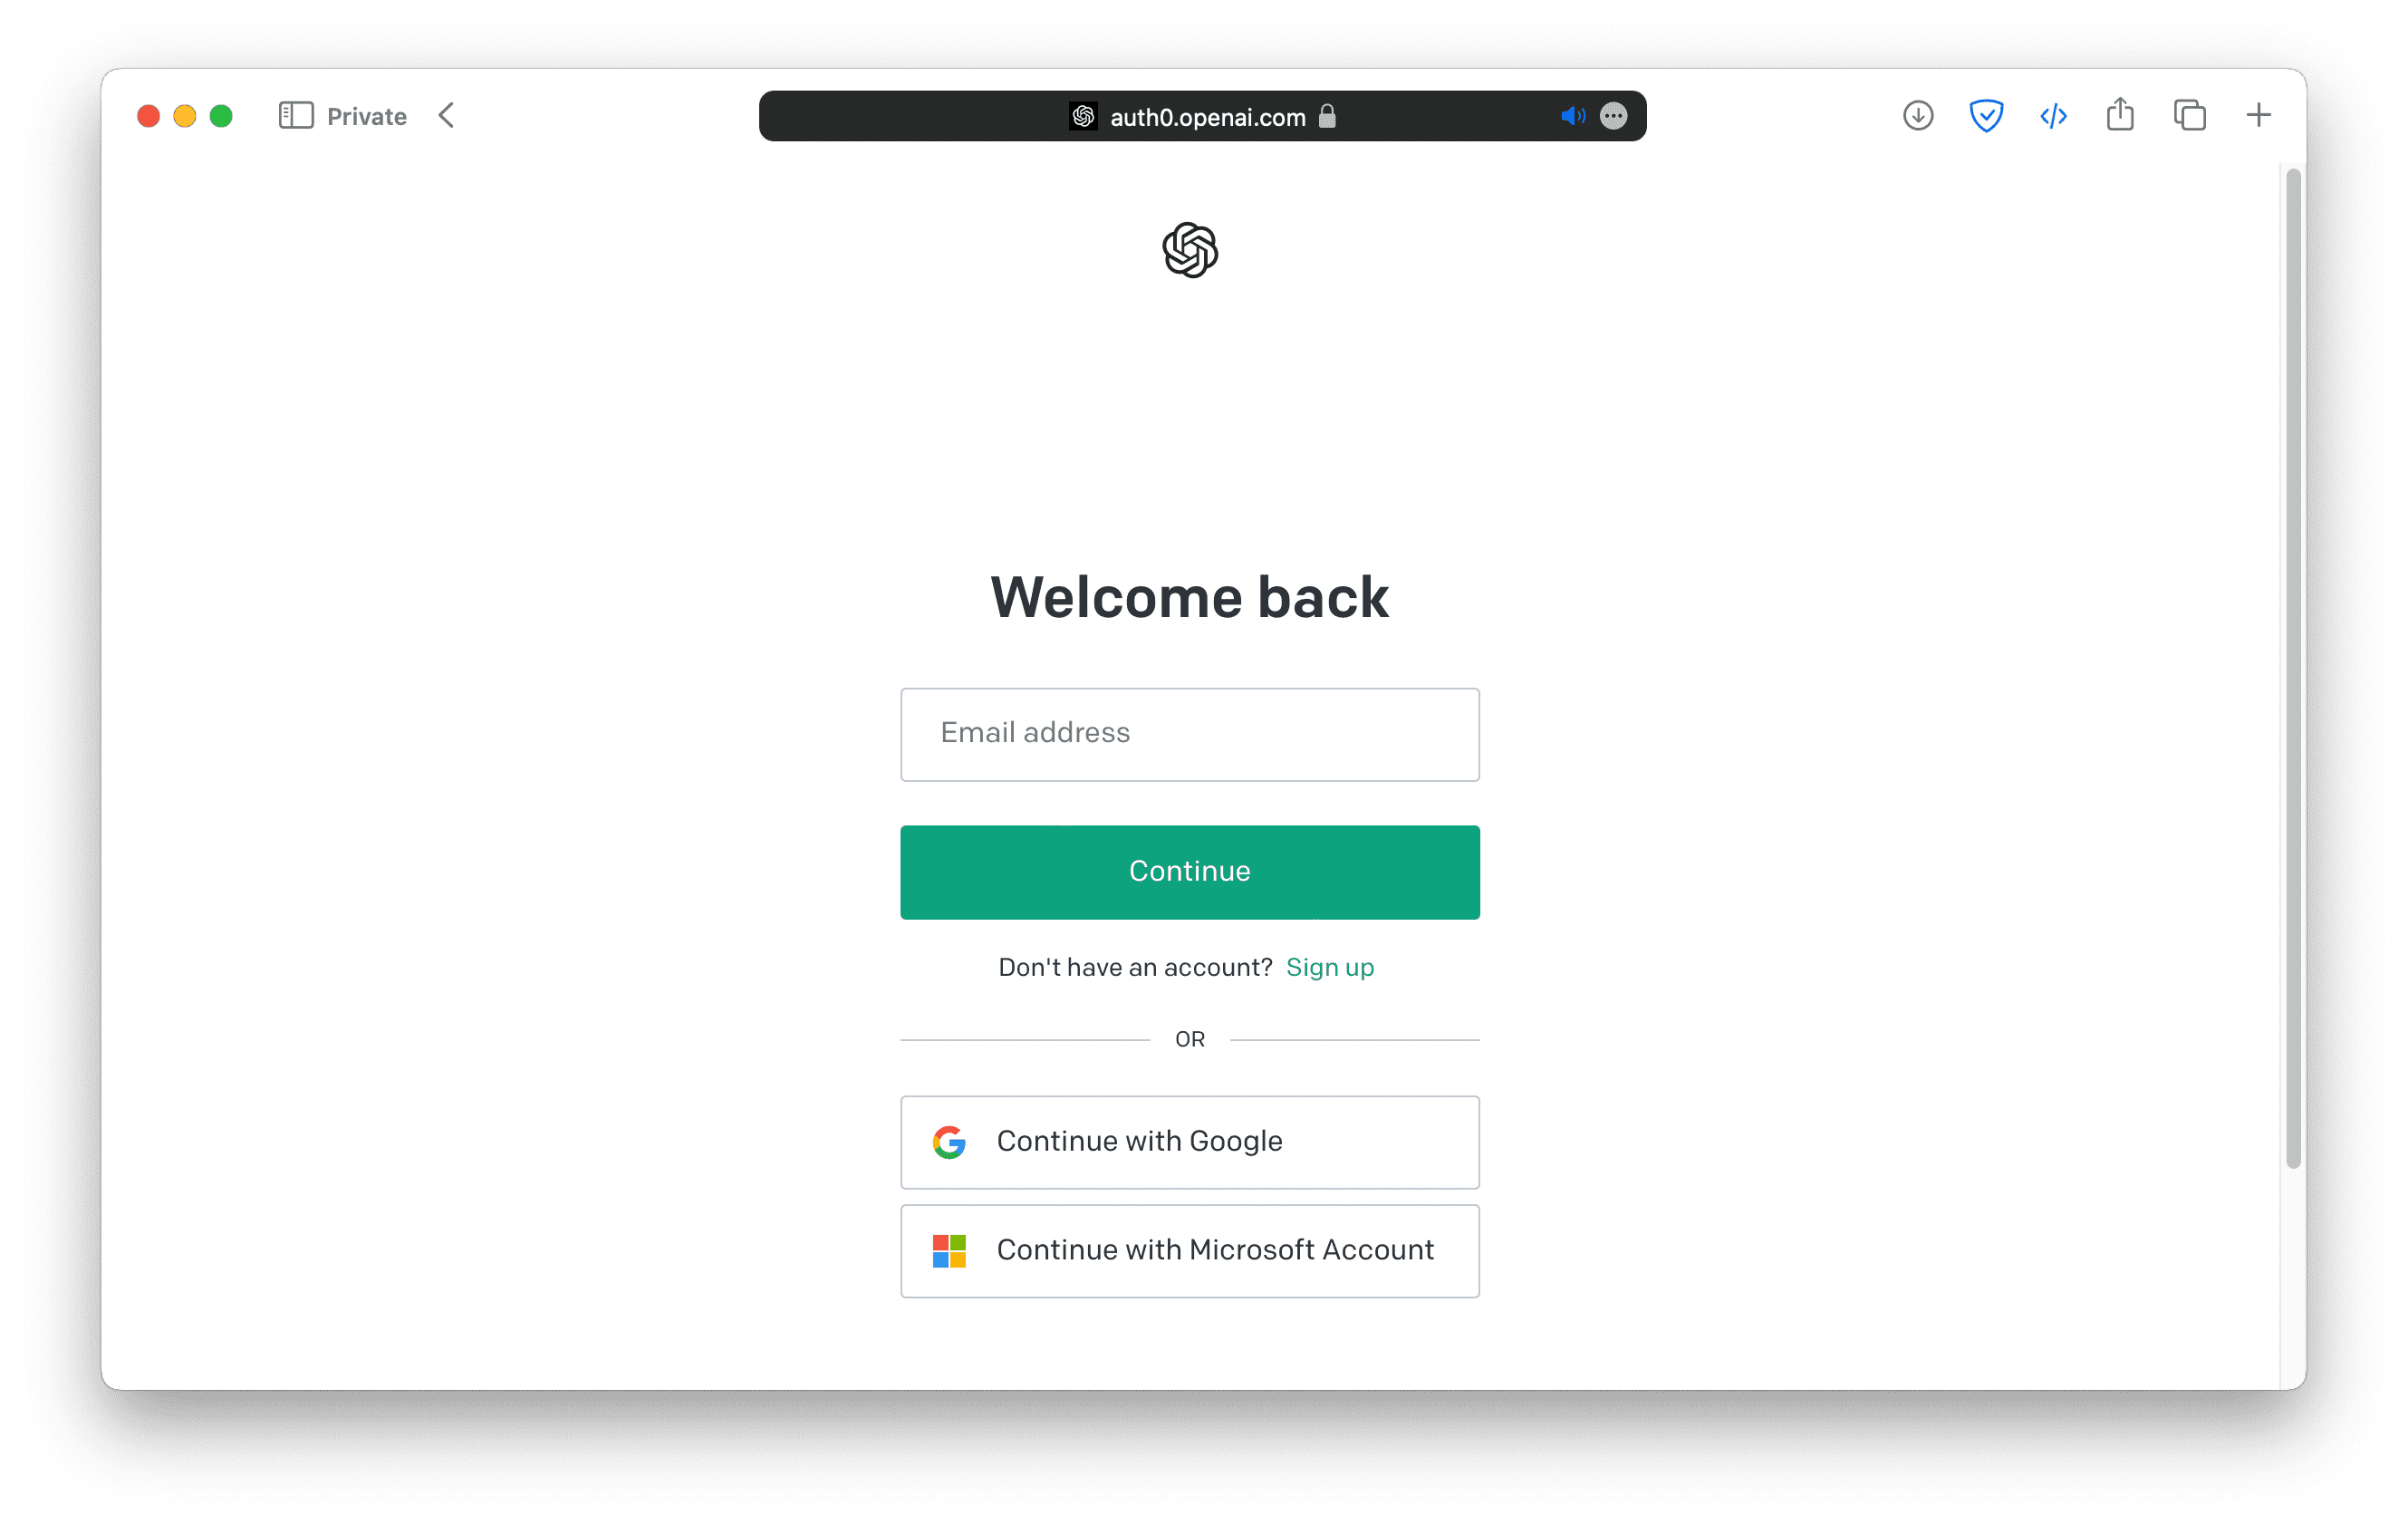 Private
auth0.openai.com
Welcome back
Email address
Continue
Don't have an account? Sign up
OR
Continue with Google
Continue with Microsoft Account